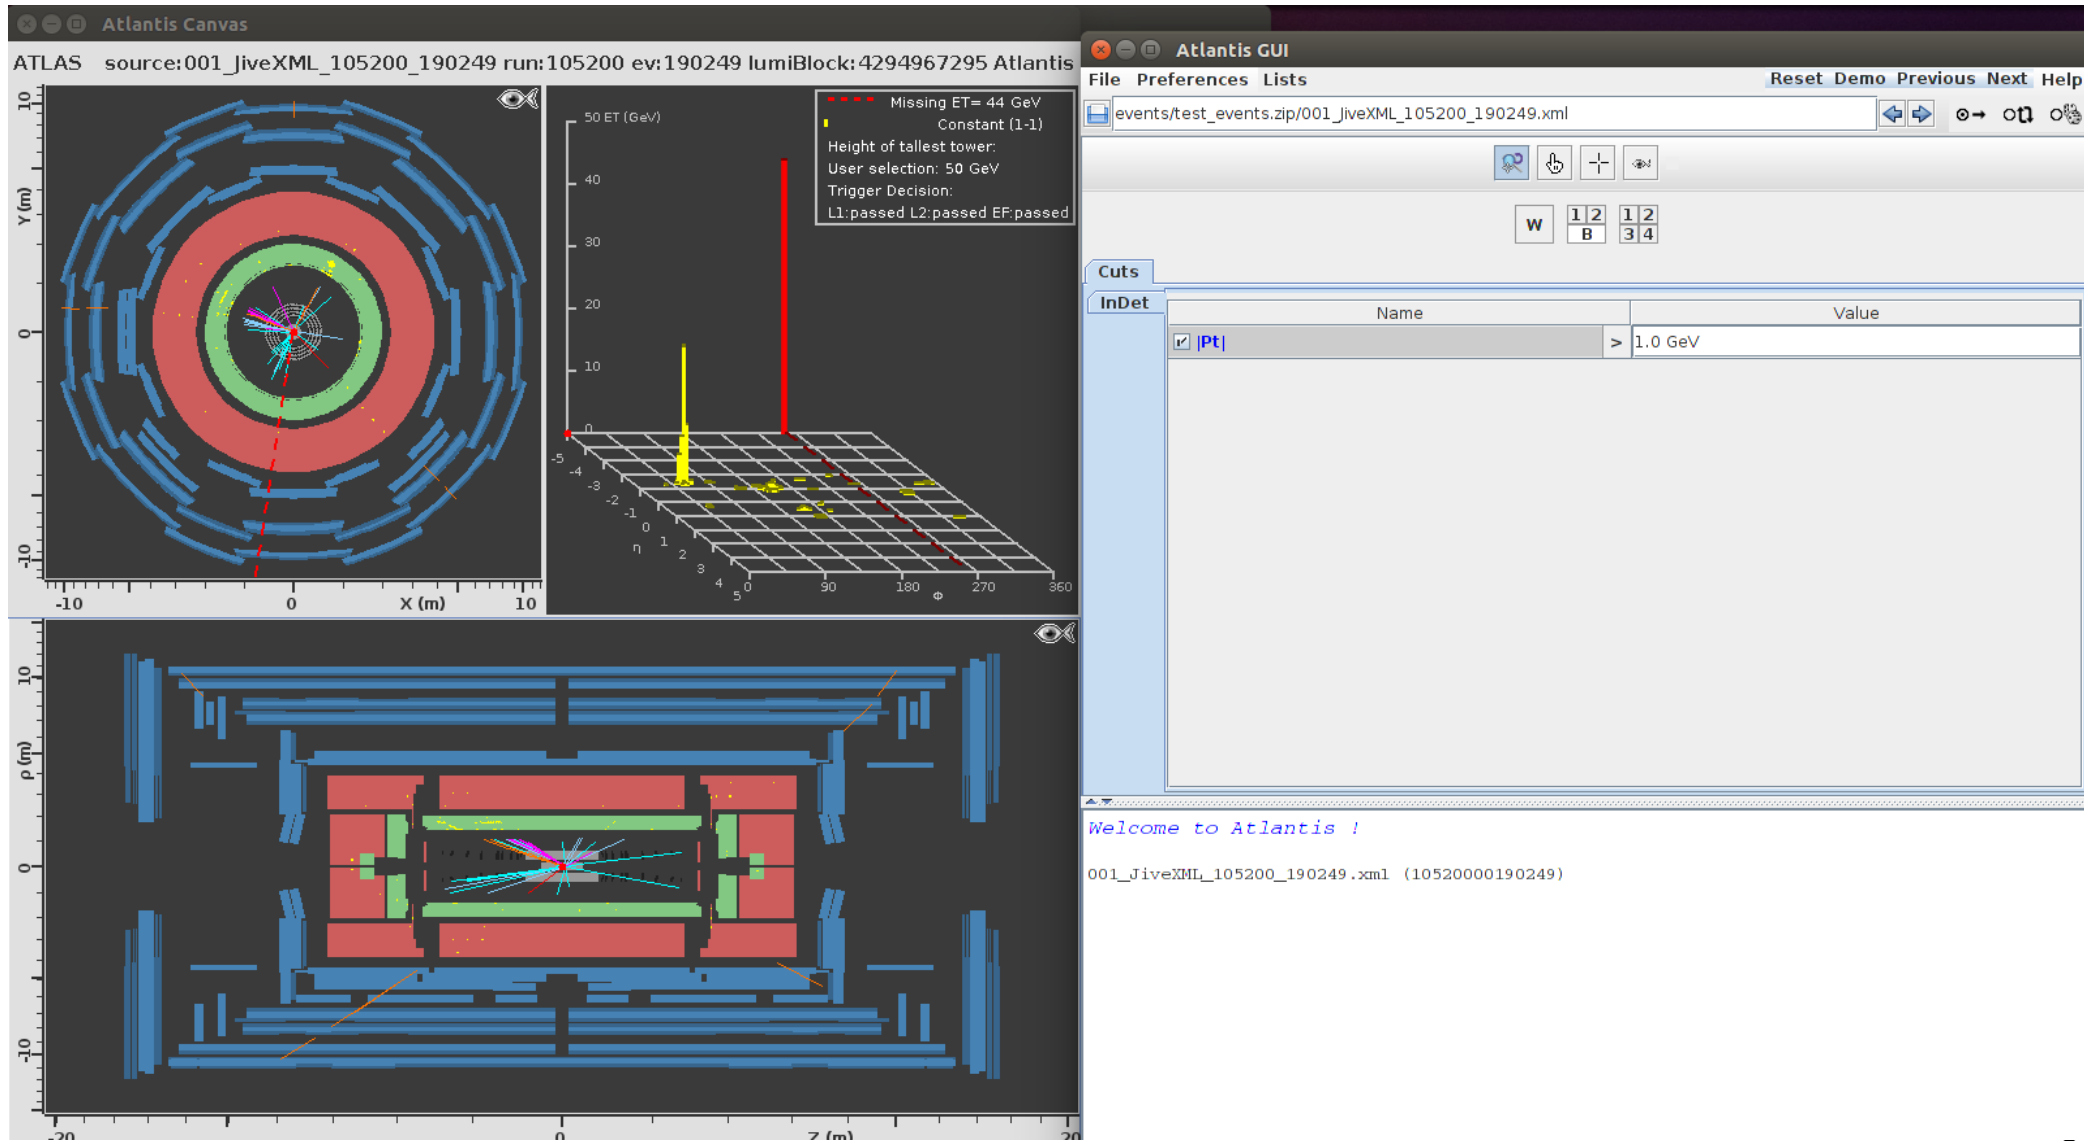 Atlantis Canvas
ATLAS source:001_JiveXML_105200_190249 run:105200 ev:190249 lumiBlock:4294967295 Atlantis
10
Y (m)
0
-10
-10 0 X (m) 10
50 ET (GeV)
40
30
20
10
0
Missing ET= 44 GeV
Constant (1-1)
Height of tallest tower:
User selection: 50 GeV
Trigger Decision:
L1:passed L2:passed EF:passed
-5
-4
-3
-2
-1
0
η
1
2
3
4
5
0 90 180 Φ 270 360
10
ρ (m)
0
-10
-20 0 Z (m) 20
Atlantis GUI
File Preferences Lists Reset Demo Previous Next Help
events/test_events.zip/001_JiveXML_105200_190249.xml
W 1 2 B 1 2 3 4
Cuts
InDet
Name Value
|Pt| > 1.0 GeV
Welcome to Atlantis !
001_JiveXML_105200_190249.xml (10520000190249)